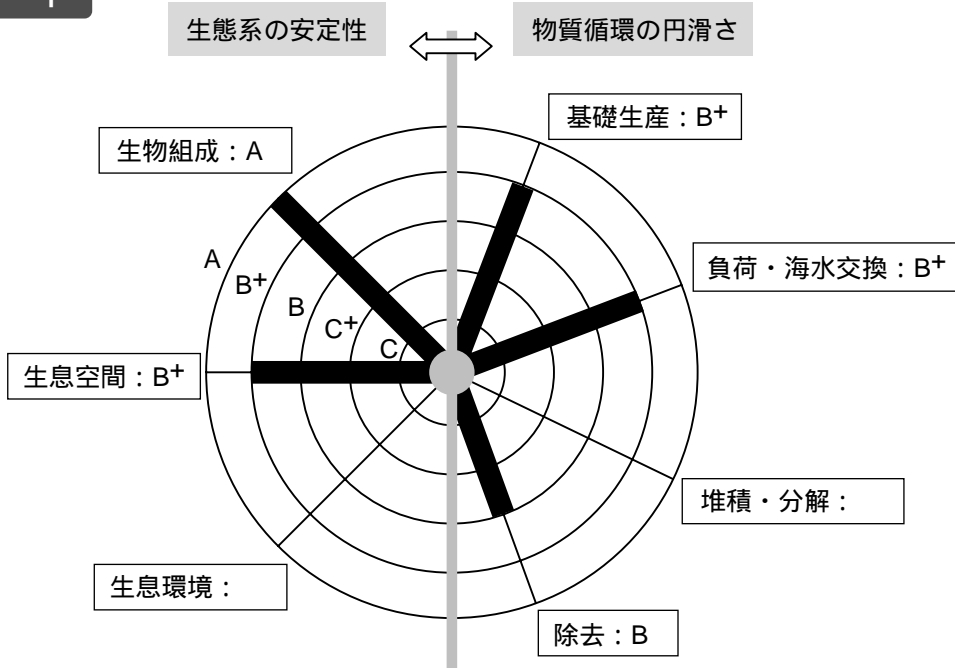 生態系の安定性
物質循環の円滑さ
基礎生産：B+
生物組成：A
A
B+
B
C+
C
負荷・海水交換：B+
生息空間：B+
堆積・分解：
生息環境：
除去：B